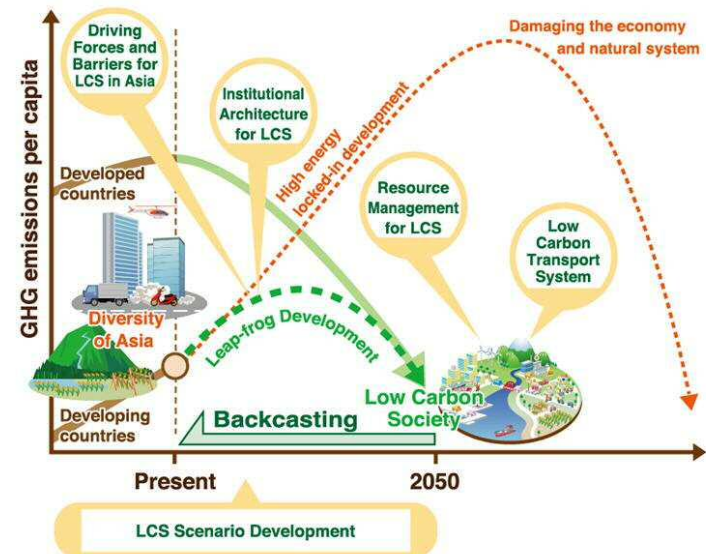 Damaging the economy
and natural system
Driving
Forces and
Barriers for
LCS in Asia
Institutional
Architecture
for LCS
High energy
locked-in development
GHG emissions per capita
Developed
countries
Resource
Management
for LCS
Low
Carbon
Transport
System
Diversity
of Asia
Leap-frog Development
Low Carbon
Society
Developing
countries
Backcasting
Present
2050
LCS Scenario Development